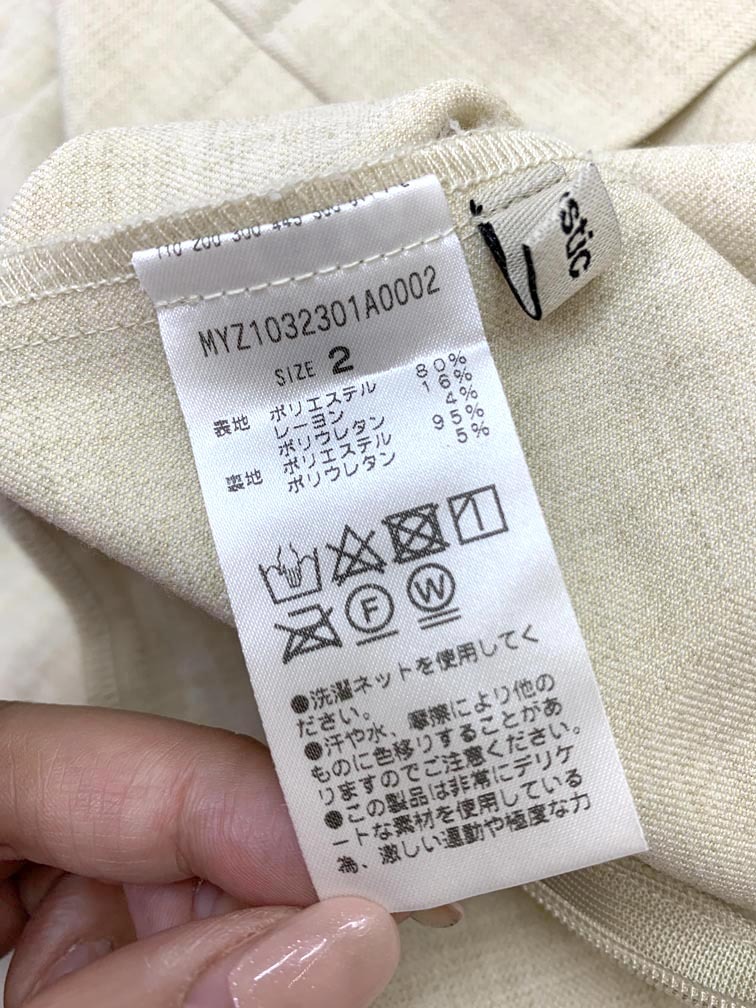 MYZ1032301A0002
SIZE 2
表地 ポリエステル 80%
レーヨン 16%
ポリウレタン 4%
裏地 ポリエステル 95%
ポリウレタン 5%
F W
●洗濯ネットを使用してく
ださい。
●汗や水、摩擦により他の
ものに色移りすることがあ
りますのでご注意ください。
●この製品は非常にデリケ
ートな素材を使用している
為、激しい運動や極度な力
stic